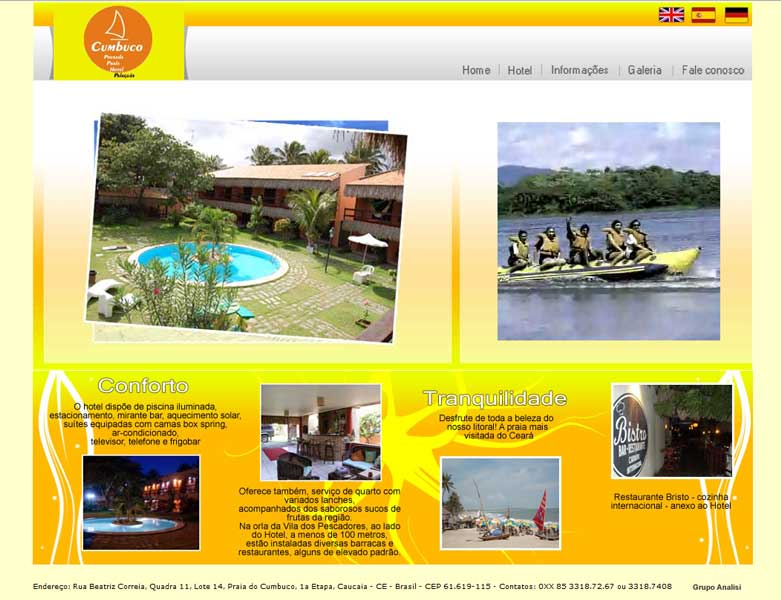 Cumbuco
Pousada
Praia
Hotel
Home
Hotel
Informações
Galeria
Fale conosco
Conforto
O hotel dispõe de piscina iluminada,
estacionamento, mirante bar, aquecimento solar,
suítes equipadas com camas box spring,
ar-condicionado,
televisor, telefone e frigobar
Oferece também, serviço de quarto com
variados lanches,
acompanhados dos saborosos sucos de
frutas da região.
Na orla da Vila dos Pescadores, ao lado
do Hotel, a menos de 100 metros,
estão instaladas diversas barracas e
restaurantes, alguns de elevado padrão.
Tranquilidade
Desfrute de toda a beleza do
nosso litoral! A praia mais
visitada do Ceará
Bistro
BAR-RESTAURANTE
Restaurante Bristo - cozinha
internacional - anexo ao Hotel
Endereço: Rua Beatriz Correia, Quadra 11, Lote 14, Praia do Cumbuco, 1a Etapa, Caucaia - CE - Brasil - CEP 61.619-115 - Contatos: 0XX 85 3318.72.67 ou 3318.7408
Grupo Analisi